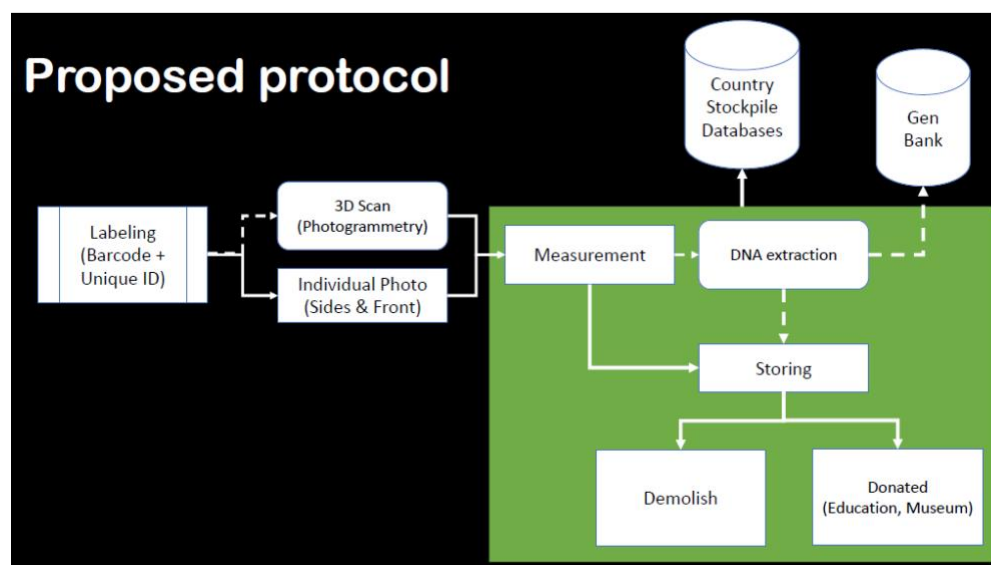 Proposed protocol
Country
Stockpile
Databases
Gen
Bank
Labeling
(Barcode +
Unique ID)
3D Scan
(Photogrammetry)
Individual Photo
(Sides & Front)
Measurement
DNA extraction
Storing
Demolish
Donated
(Education, Museum)